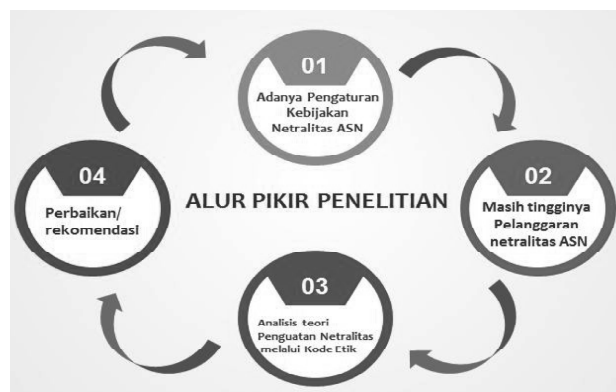 01
Adanya Pengaturan
Kebijakan
Netralitas ASN
04
Perbaikan/
rekomendasi
ALUR PIKIR PENELITIAN
02
Masih tingginya
Pelanggaran
netralitas ASN
03
Analisis teori
Penguatan Netralitas
melalui Kode Etik